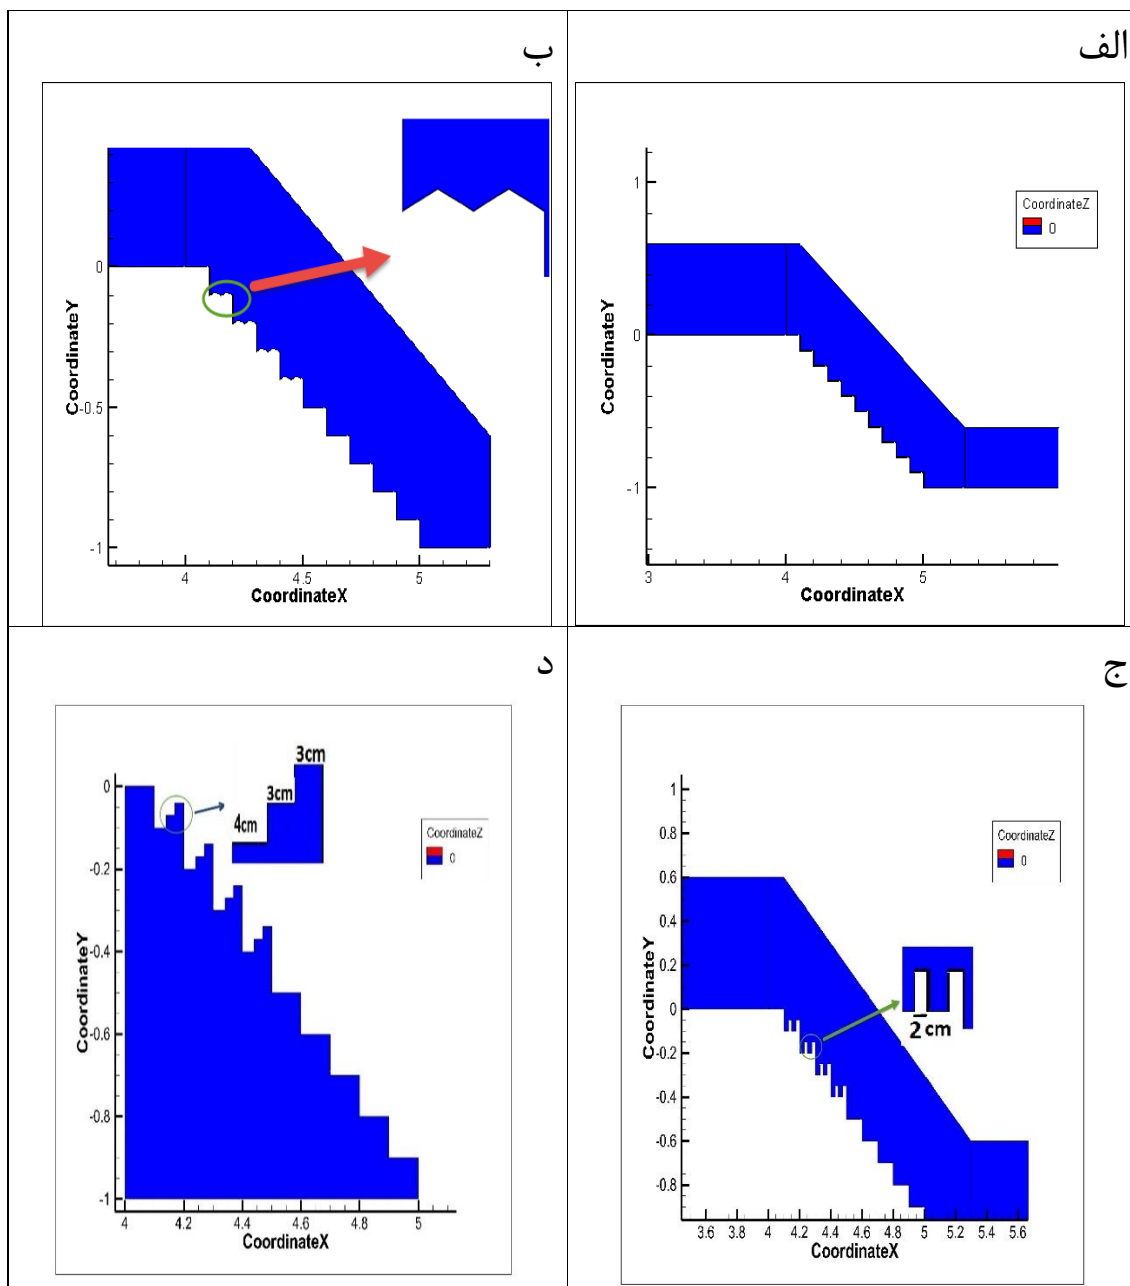 الف
1
0
-1
3
4
5
CoordinateY
CoordinateX
CoordinateZ
0
ب
0
-0.5
-1
4
4.5
5
CoordinateY
CoordinateX
ج
1
0.8
0.6
0.4
0.2
0
-0.2
-0.4
-0.6
-0.8
3.6 3.8 4 4.2 4.4 4.6 4.8 5 5.2 5.4 5.6
CoordinateY
CoordinateX
CoordinateZ
0
2 cm
د
0
-0.2
-0.4
-0.6
-0.8
-1
4 4.2 4.4 4.6 4.8 5
CoordinateY
CoordinateX
CoordinateZ
0
3cm
3cm
4cm